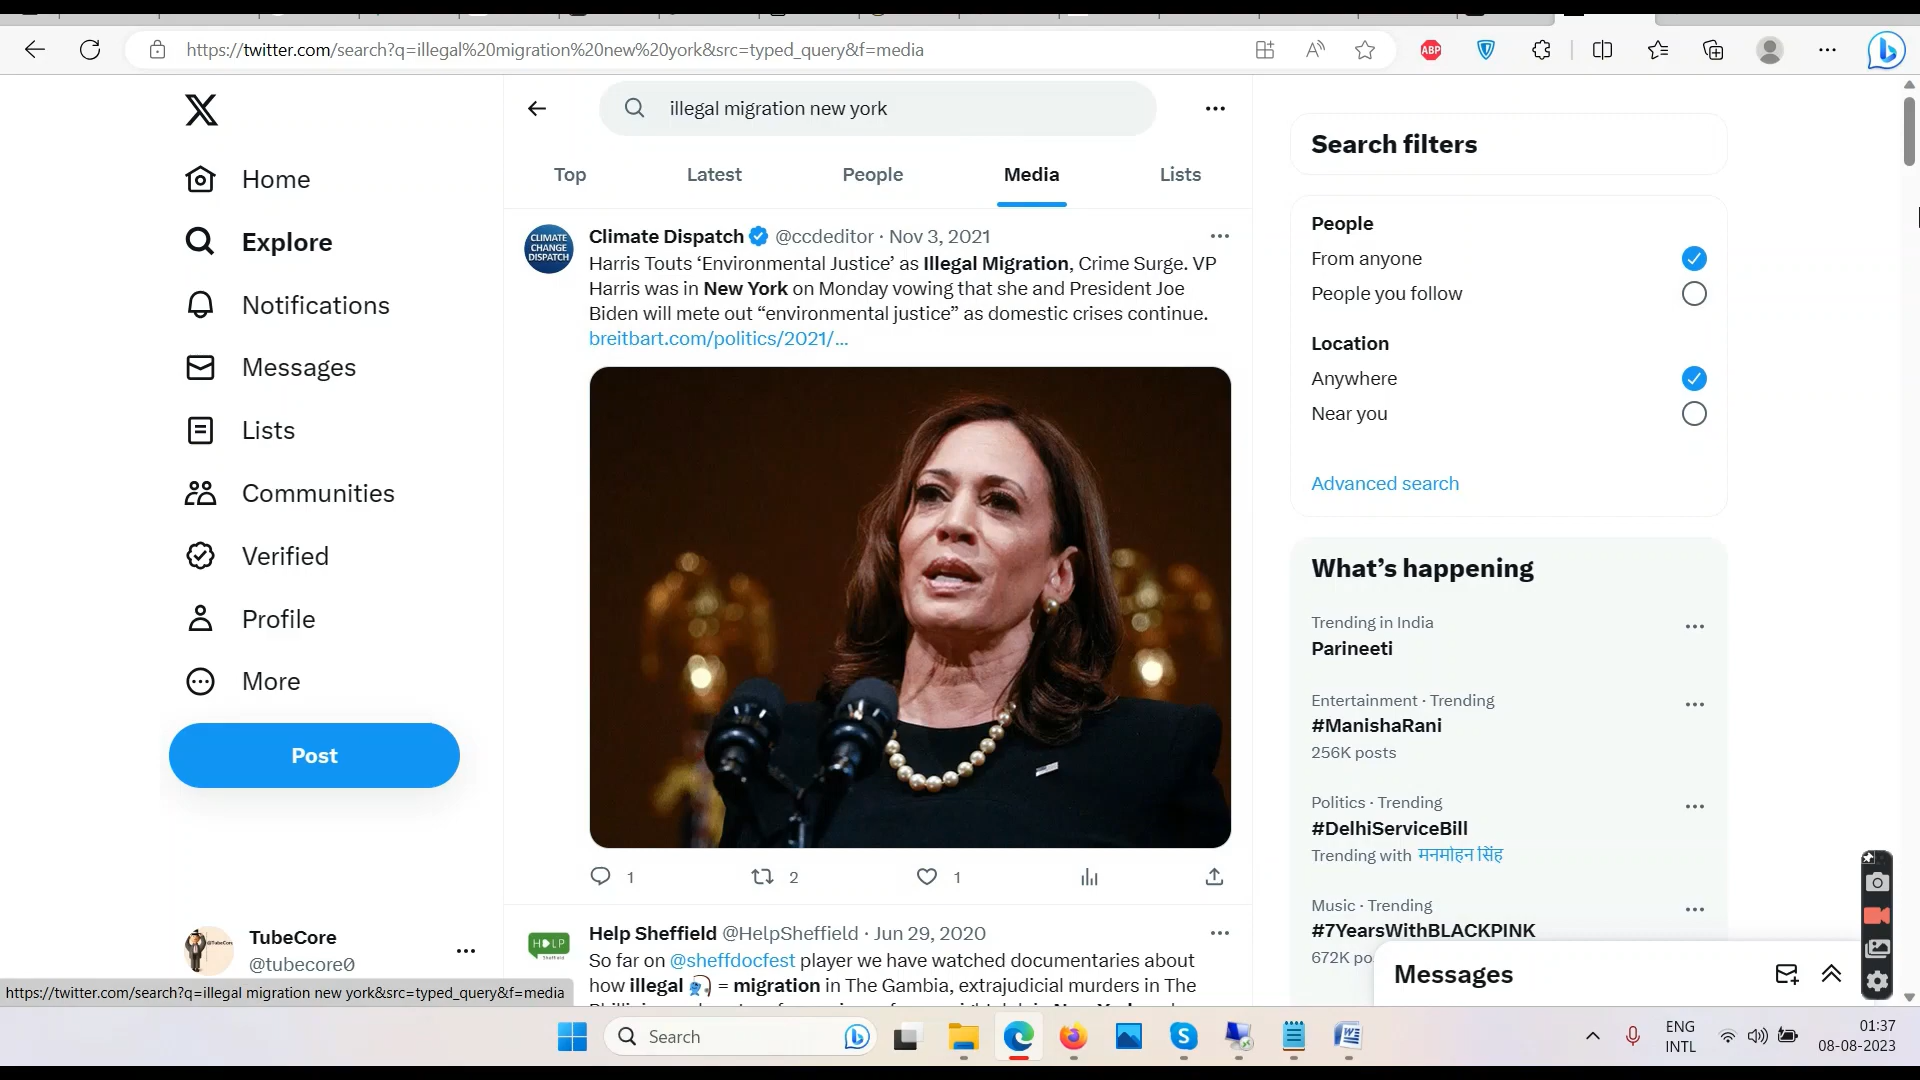 https://twitter.com/search?q=illegal%20migration%20new%20york&src=typed_query&f=media
ABP
illegal migration new york
Top
Latest
People
Media
Lists
Home
Explore
Notifications
Messages
Lists
Communities
Verified
Profile
More
Post
TubeCore
@tubecore0
CLIMATE
CHANGE
DISPATCH
Climate Dispatch @ccdeditor · Nov 3, 2021
Harris Touts ‘Environmental Justice’ as Illegal Migration, Crime Surge. VP
Harris was in New York on Monday vowing that she and President Joe
Biden will mete out “environmental justice” as domestic crises continue.
breitbart.com/politics/2021/...
1
2
1
HELP
Sheffield
Help Sheffield @HelpSheffield · Jun 29, 2020
So far on @sheffdocfest player we have watched documentaries about
how illegal = migration in The Gambia, extrajudicial murders in The
Search filters
People
From anyone
People you follow
Location
Anywhere
Near you
Advanced search
What’s happening
Trending in India
Parineeti
Entertainment · Trending
#ManishaRani
256K posts
Politics · Trending
#DelhiServiceBill
Trending with मनमोहन सिंह
Music · Trending
#7YearsWithBLACKPINK
672K po
Messages
https://twitter.com/search?q=illegal migration new york&src=typed_query&f=media
Search
ENG
INTL
01:37
08-08-2023